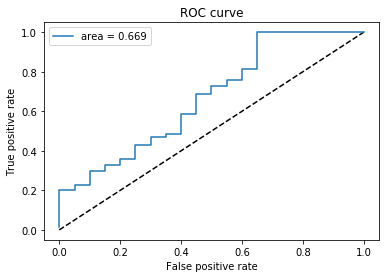 ROC curve
area = 0.669
True positive rate
1.0
0.8
0.6
0.4
0.2
0.0
0.0 0.2 0.4 0.6 0.8 1.0
False positive rate